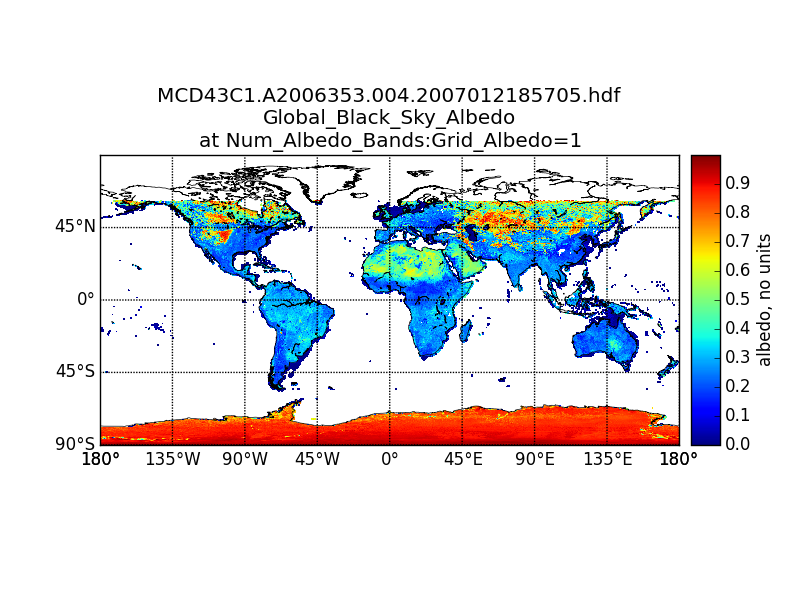 MCD43C1.A2006353.004.2007012185705.hdf
Global_Black_Sky_Albedo
at Num_Albedo_Bands:Grid_Albedo=1
45°N
0°
45°S
90°S
180°
135°W
90°W
45°W
0°
45°E
90°E
135°E
180°
0.9
0.8
0.7
0.6
0.5
0.4
0.3
0.2
0.1
0.0
albedo, no units